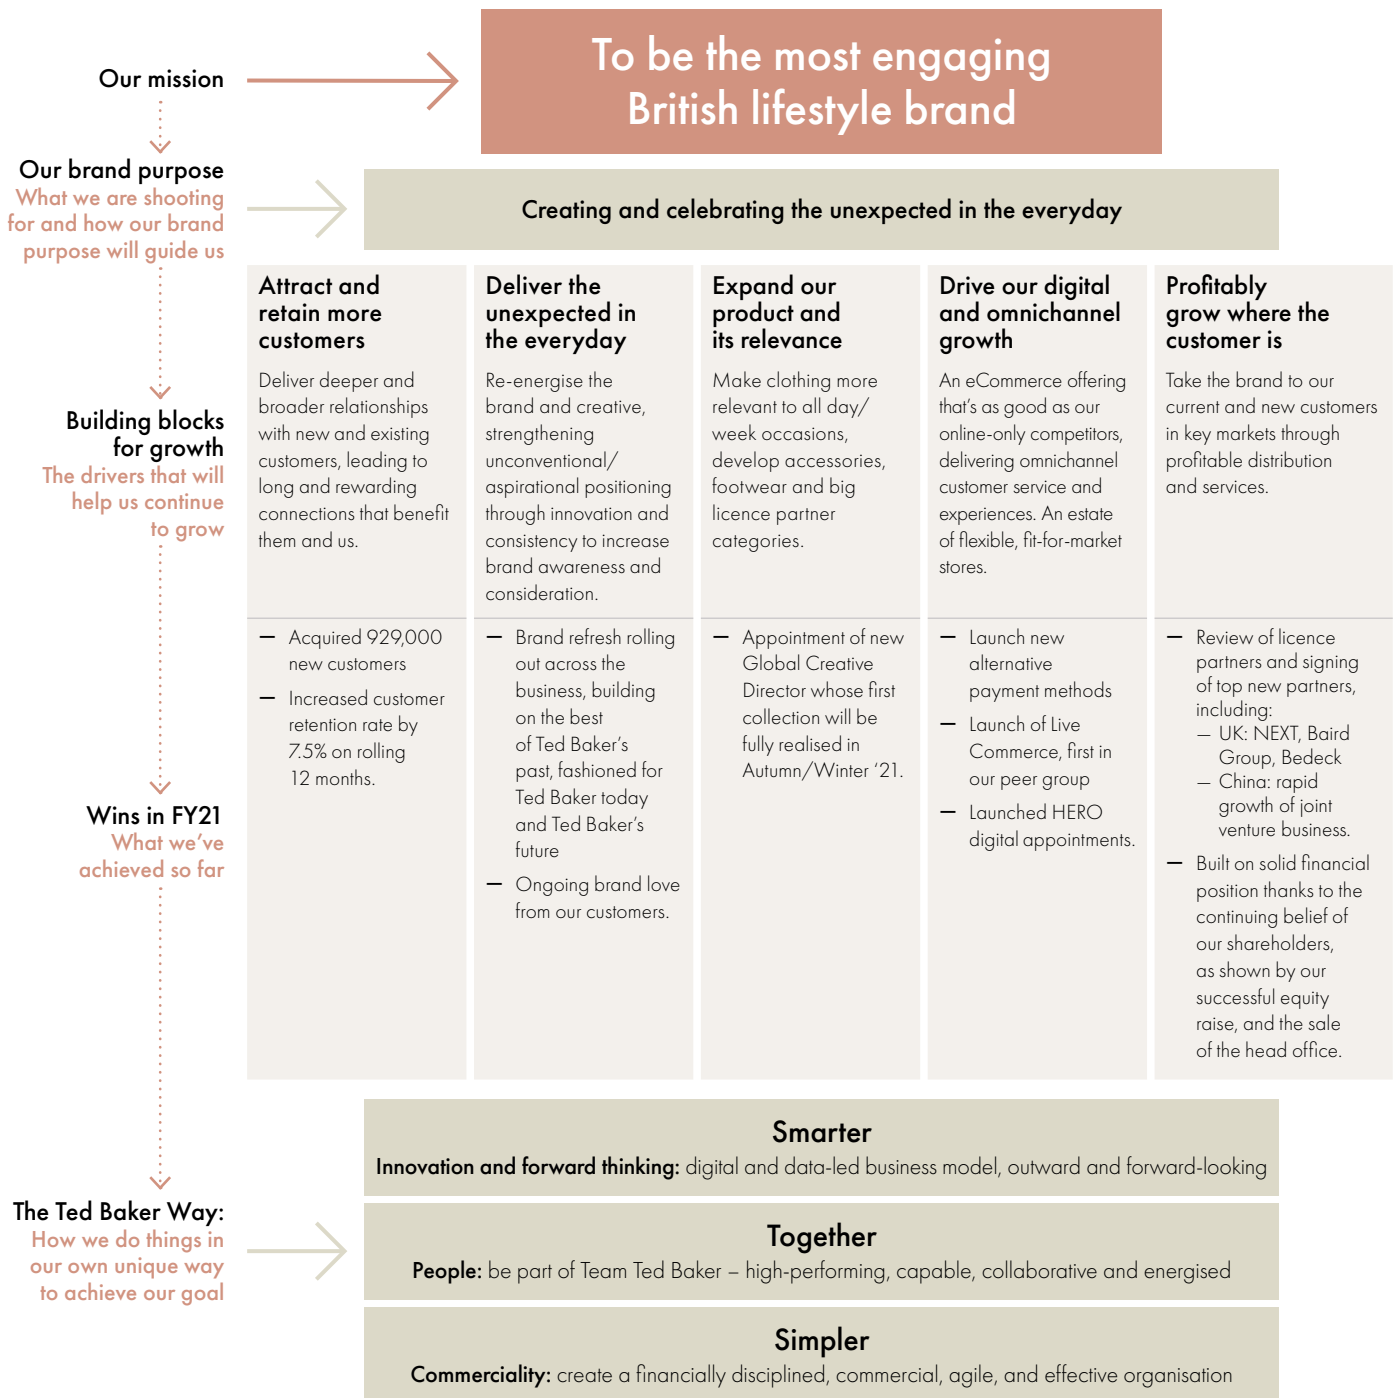 Our mission
To be the most engaging
British lifestyle brand
Our brand purpose
What we are shooting
for and how our brand
purpose will guide us
Creating and celebrating the unexpected in the everyday
Building blocks
for growth
The drivers that will
help us continue
to grow
Attract and
retain more
customers
Deliver deeper and
broader relationships
with new and existing
customers, leading to
long and rewarding
connections that benefit
them and us.
Deliver the
unexpected in
the everyday
Re-energise the
brand and creative,
strengthening
unconventional/
aspirational positioning
through innovation and
consistency to increase
brand awareness and
consideration.
Expand our
product and
its relevance
Make clothing more
relevant to all day/
week occasions,
develop accessories,
footwear and big
licence partner
categories.
Drive our digital
and omnichannel
growth
An eCommerce offering
that's as good as our
online-only competitors,
delivering omnichannel
customer service and
experiences. An estate
of flexible, fit-for-market
stores.
Profitably
grow where the
customer is
Take the brand to our
current and new customers
in key markets through
profitable distribution
and services.
Wins in FY21
What we've
achieved so far
— Acquired 929,000
new customers
— Increased customer
retention rate by
7.5% on rolling
12 months.
— Brand refresh rolling
out across the
business, building
on the best
of Ted Baker's
past, fashioned for
Ted Baker today
and Ted Baker's
future
— Ongoing brand love
from our customers.
— Appointment of new
Global Creative
Director whose first
collection will be
fully realised in
Autumn/Winter '21.
— Launch new
alternative
payment methods
— Launch of Live
Commerce, first in
our peer group
— Launched HERO
digital appointments.
— Review of licence
partners and signing
of top new partners,
including:
— UK: NEXT, Baird
Group, Bedeck
— China: rapid
growth of joint
venture business.
— Built on solid financial
position thanks to the
continuing belief of
our shareholders,
as shown by our
successful equity
raise, and the sale
of the head office.
The Ted Baker Way:
How we do things in
our own unique way
to achieve our goal
Smarter
Innovation and forward thinking: digital and data-led business model, outward and forward-looking
Together
People: be part of Team Ted Baker – high-performing, capable, collaborative and energised
Simpler
Commerciality: create a financially disciplined, commercial, agile, and effective organisation